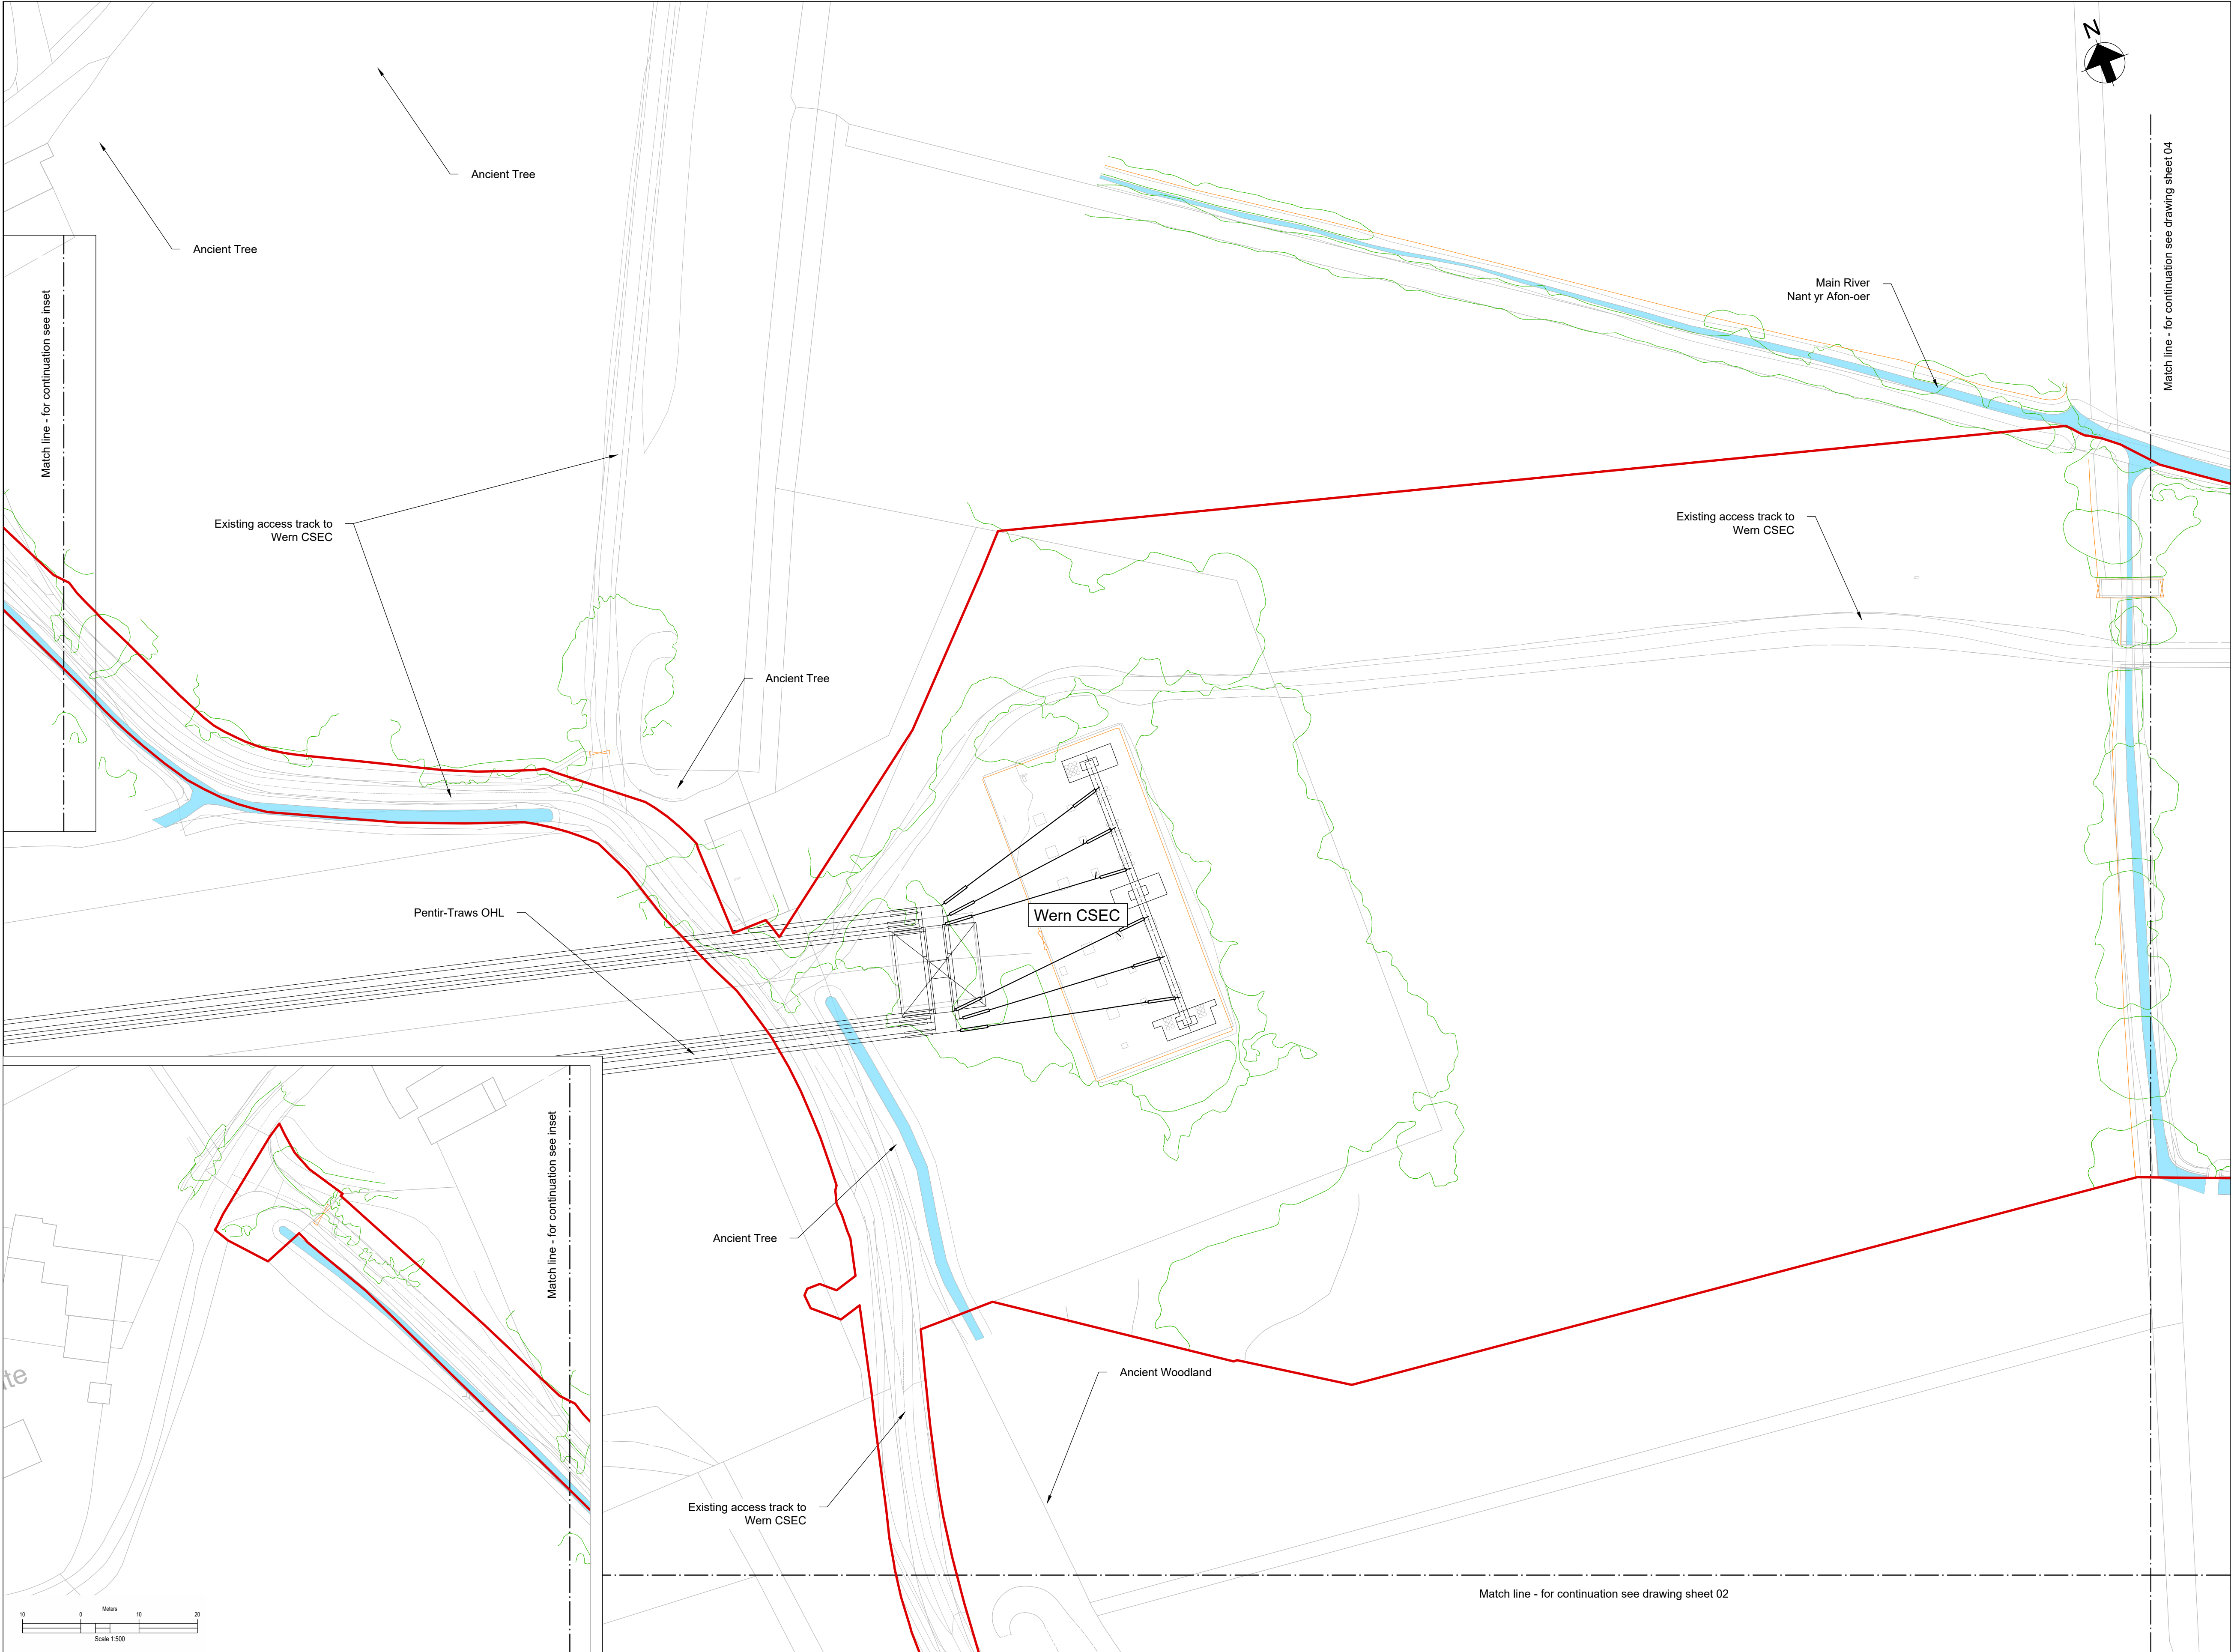 N
Ancient Tree
Ancient Tree
Match line - for continuation see drawing sheet 04
Main River
Nant yr Afon-oer
Match line - for continuation see inset
Existing access track to
Wern CSEC
Existing access track to
Wern CSEC
Ancient Tree
Pentir-Traws OHL
Wern CSEC
Match line - for continuation see inset
Ancient Tree
Ancient Woodland
Existing access track to
Wern CSEC
Match line - for continuation see drawing sheet 02
Meters
10 0 10 20
Scale 1:500